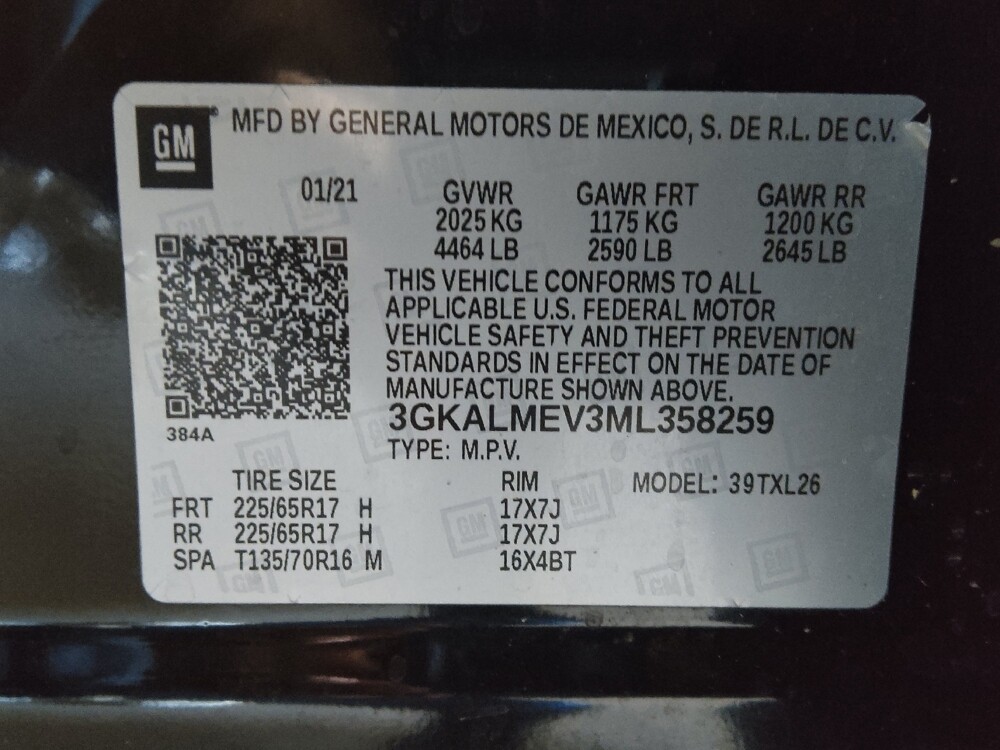 GM® MFD BY GENERAL MOTORS DE MEXICO, S. DE R.L. DE C.V.
01/21 GVWR GAWR FRT GAWR RR
2025 KG 1175 KG 1200 KG
4464 LB 2590 LB 2645 LB
THIS VEHICLE CONFORMS TO ALL
APPLICABLE U.S. FEDERAL MOTOR
VEHICLE SAFETY AND THEFT PREVENTION
STANDARDS IN EFFECT ON THE DATE OF
MANUFACTURE SHOWN ABOVE.
3GKALMEV3ML358259
384A
TYPE: M.P.V.
TIRE SIZE RIM MODEL: 39TXL26
FRT 225/65R17 H 17X7J
RR 225/65R17 H 17X7J
SPA T135/70R16 M 16X4BT